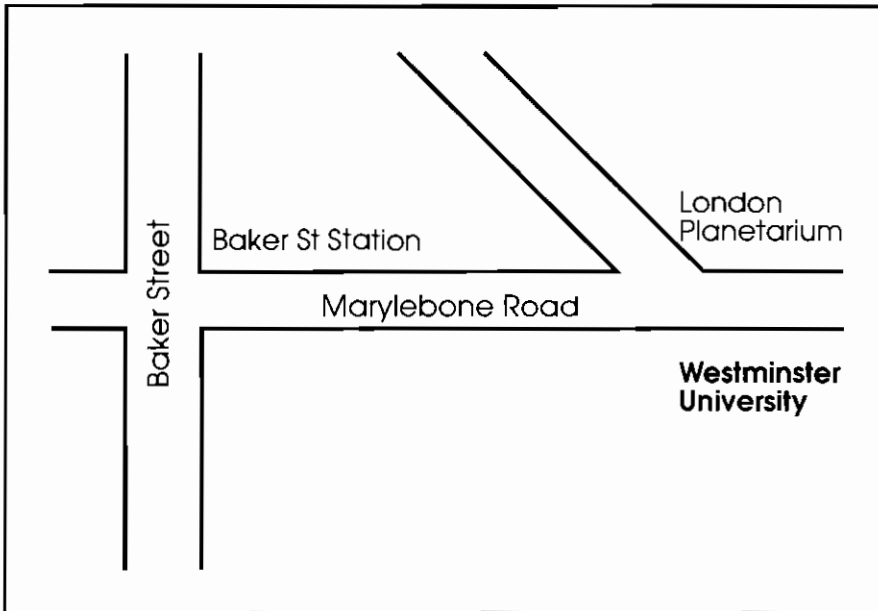 London
Planetarium
Baker St Station
Baker Street
Marylebone Road
Westminster
University